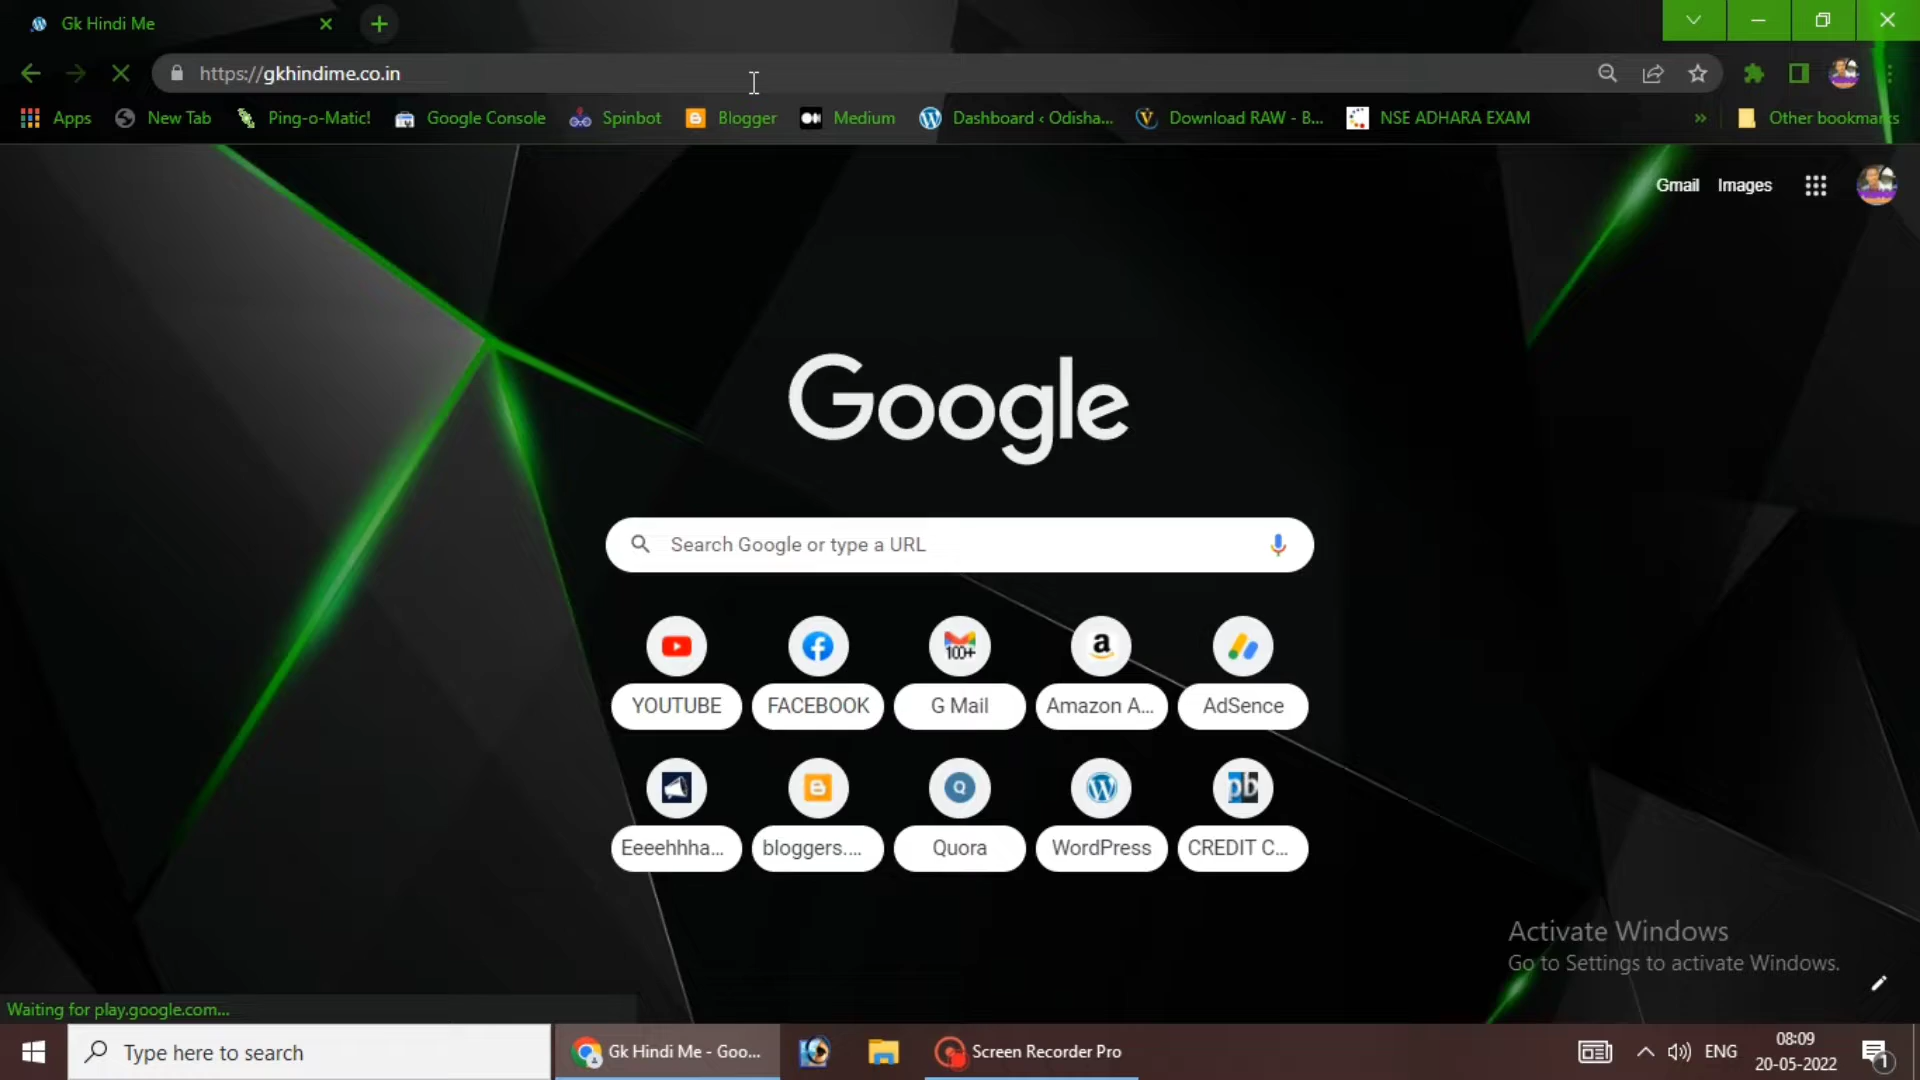 Gk Hindi Me
https://gkhindime.co.in
Apps New Tab Ping-o-Matic! Google Console Spinbot Blogger Medium Dashboard ‹ Odisha... Download RAW - B... NSE ADHARA EXAM » Other bookmarks
Gmail Images
Google
Search Google or type a URL
100+ a
YOUTUBE FACEBOOK G Mail Amazon A... AdSence
Q pb
Eeeehhha... bloggers.... Quora WordPress CREDIT C...
Activate Windows
Go to Settings to activate Windows.
Waiting for play.google.com...
Type here to search Gk Hindi Me - Goo... Screen Recorder Pro ENG 08:09
20-05-2022 1